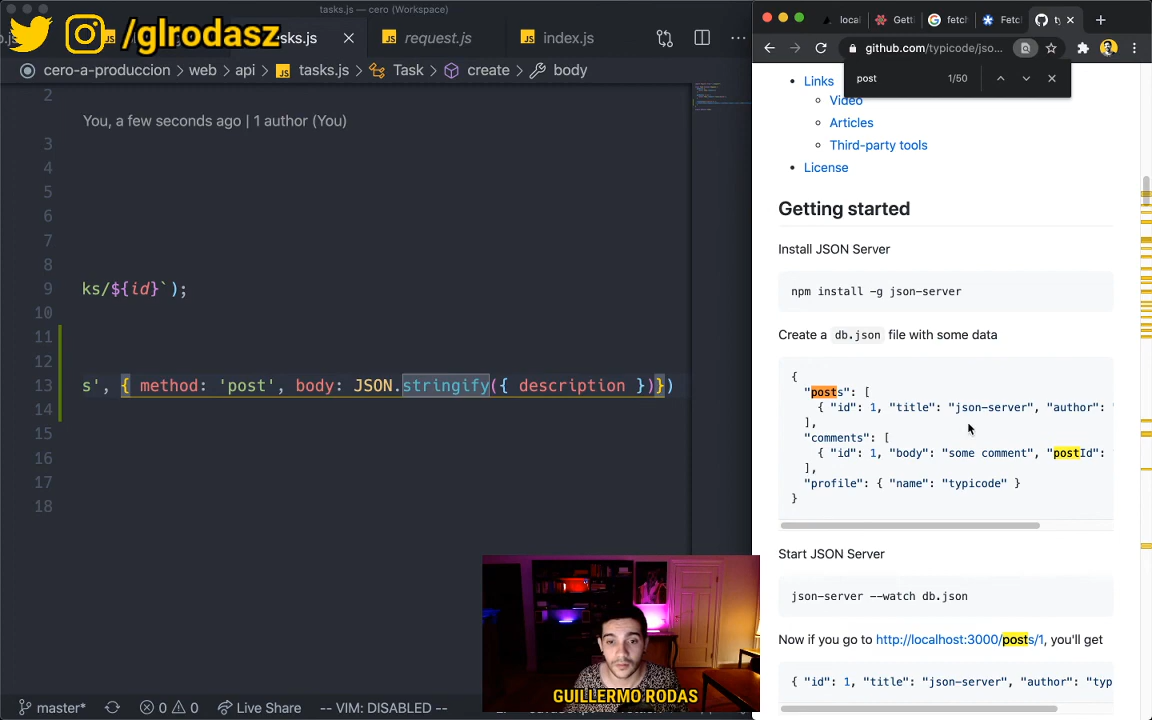 tasks.js (Workspace)
/glrodasz
sks.js
request.js
index.js
cero-a-produccion > web > api > tasks.js > Task > create > body
2
You, a few seconds ago | 1 author (You)
3
4
5
6
7
8
9 ks/${id}`);
10
11
12
13 s', { method: 'post', body: JSON.stringify({ description })})
14
15
16
17
18
GUILLERMO RODAS
master*
0
0
Live Share
-- VIM: DISABLED --
local
Gett
fetch
Fetc
ty
github.com/typicode/jso...
post
1/50
Links
Video
Articles
Third-party tools
License
Getting started
Install JSON Server
npm install -g json-server
Create a db.json file with some data
{
"posts": [
{ "id": 1, "title": "json-server", "author":
],
"comments": [
{ "id": 1, "body": "some comment", "postId":
],
"profile": { "name": "typicode" }
}
Start JSON Server
json-server --watch db.json
Now if you go to http://localhost:3000/posts/1, you'll get
{ "id": 1, "title": "json-server", "author": "typ